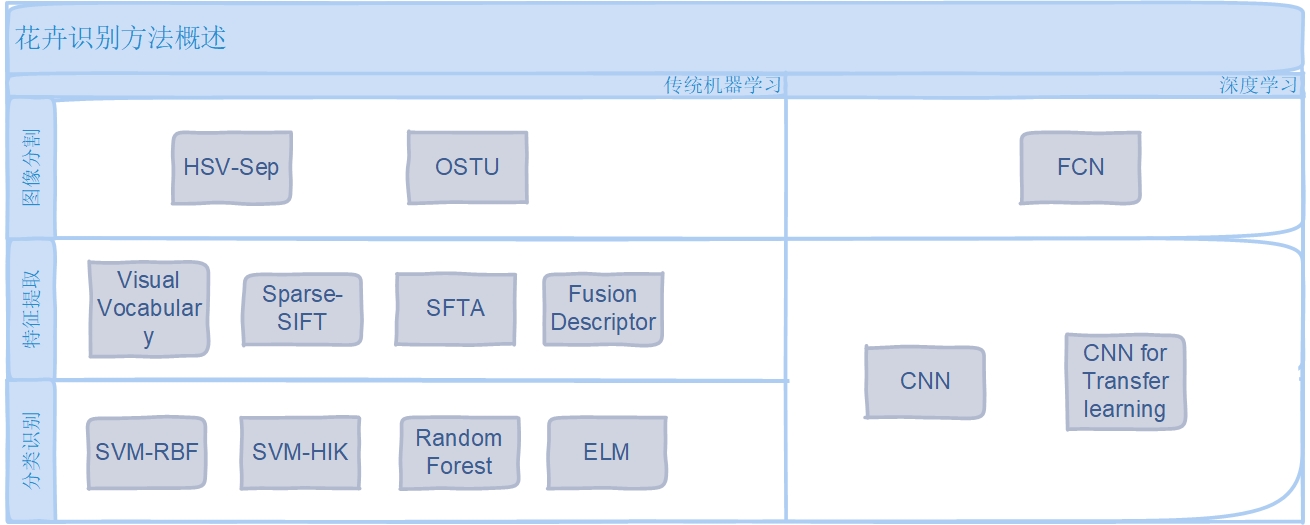 花卉识别方法概述
传统机器学习
深度学习
图像分割
HSV-Sep
OSTU
FCN
特征提取
Visual
Vocabular
y
Sparse-
SIFT
SFTA
Fusion
Descriptor
CNN
CNN for
Transfer
learning
分类识别
SVM-RBF
SVM-HIK
Random
Forest
ELM